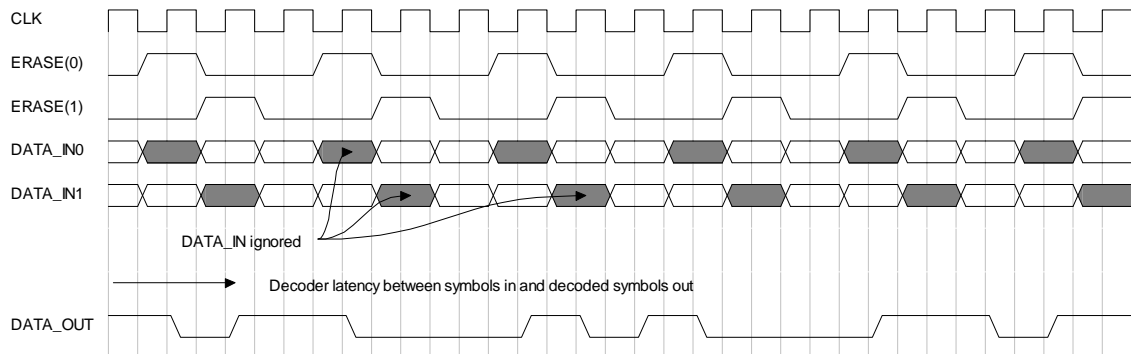 CLK
ERASE(0)
ERASE(1)
DATA_IN0
DATA_IN1
DATA_IN ignored
Decoder latency between symbols in and decoded symbols out
DATA_OUT